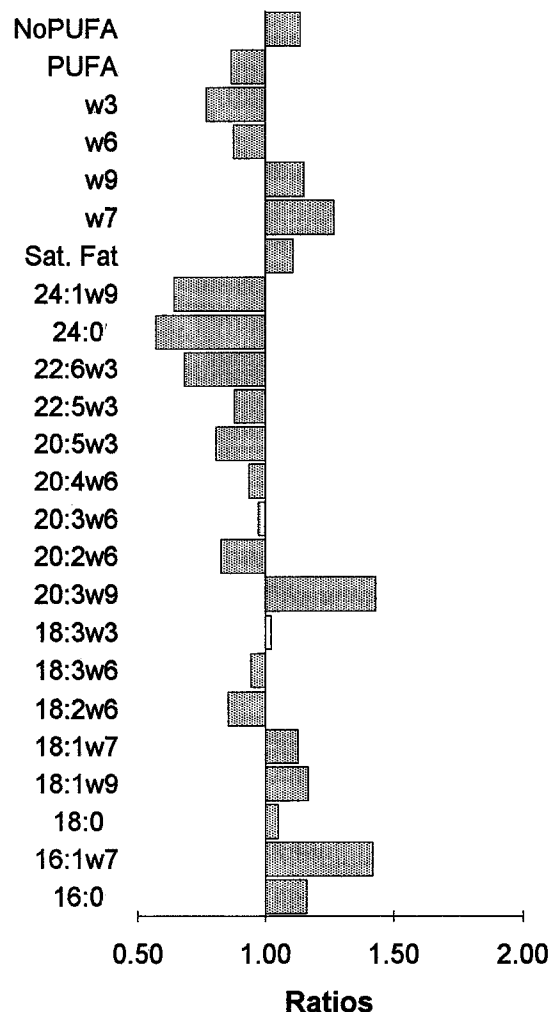 NoPUFA
PUFA
w3
w6
w9
w7
Sat. Fat
24:1w9
24:0
22:6w3
22:5w3
20:5w3
20:4w6
20:3w6
20:2w6
20:3w9
18:3w3
18:3w6
18:2w6
18:1w7
18:1w9
18:0
16:1w7
16:0
0.50 1.00 1.50 2.00
Ratios